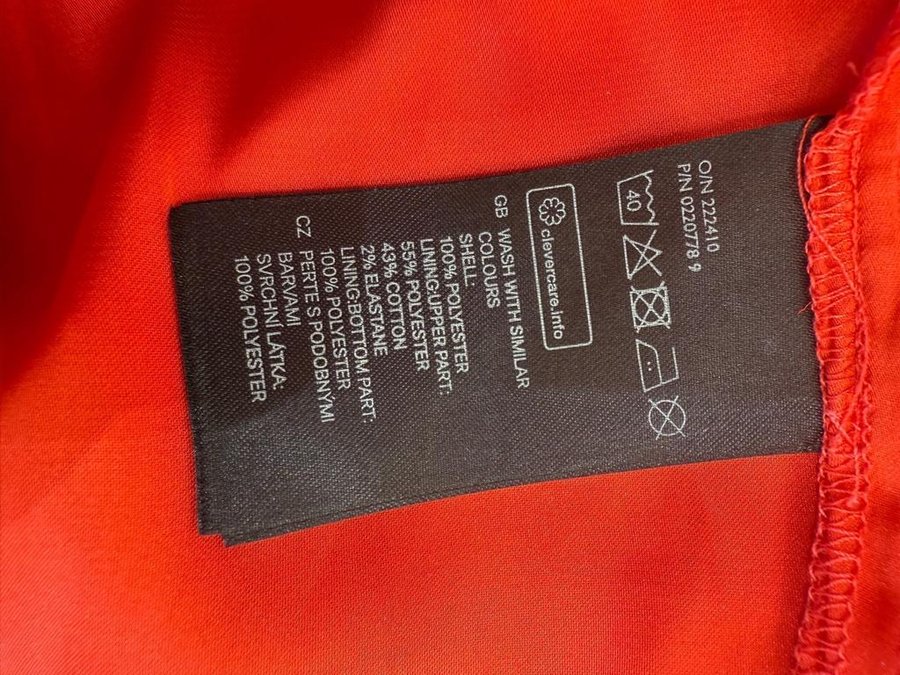 O/N 222410
P/N 0220778 9
40
clevercare.info
GB WASH WITH SIMILAR
COLOURS
SHELL:
100% POLYESTER
LINING:UPPER PART:
55% POLYESTER
43% COTTON
2% ELASTANE
LINING:BOTTOM PART:
100% POLYESTER
CZ PERTE S PODOBNÝMI
BARVAMI
SVRCHNÍ LÁTKA:
100% POLYESTER